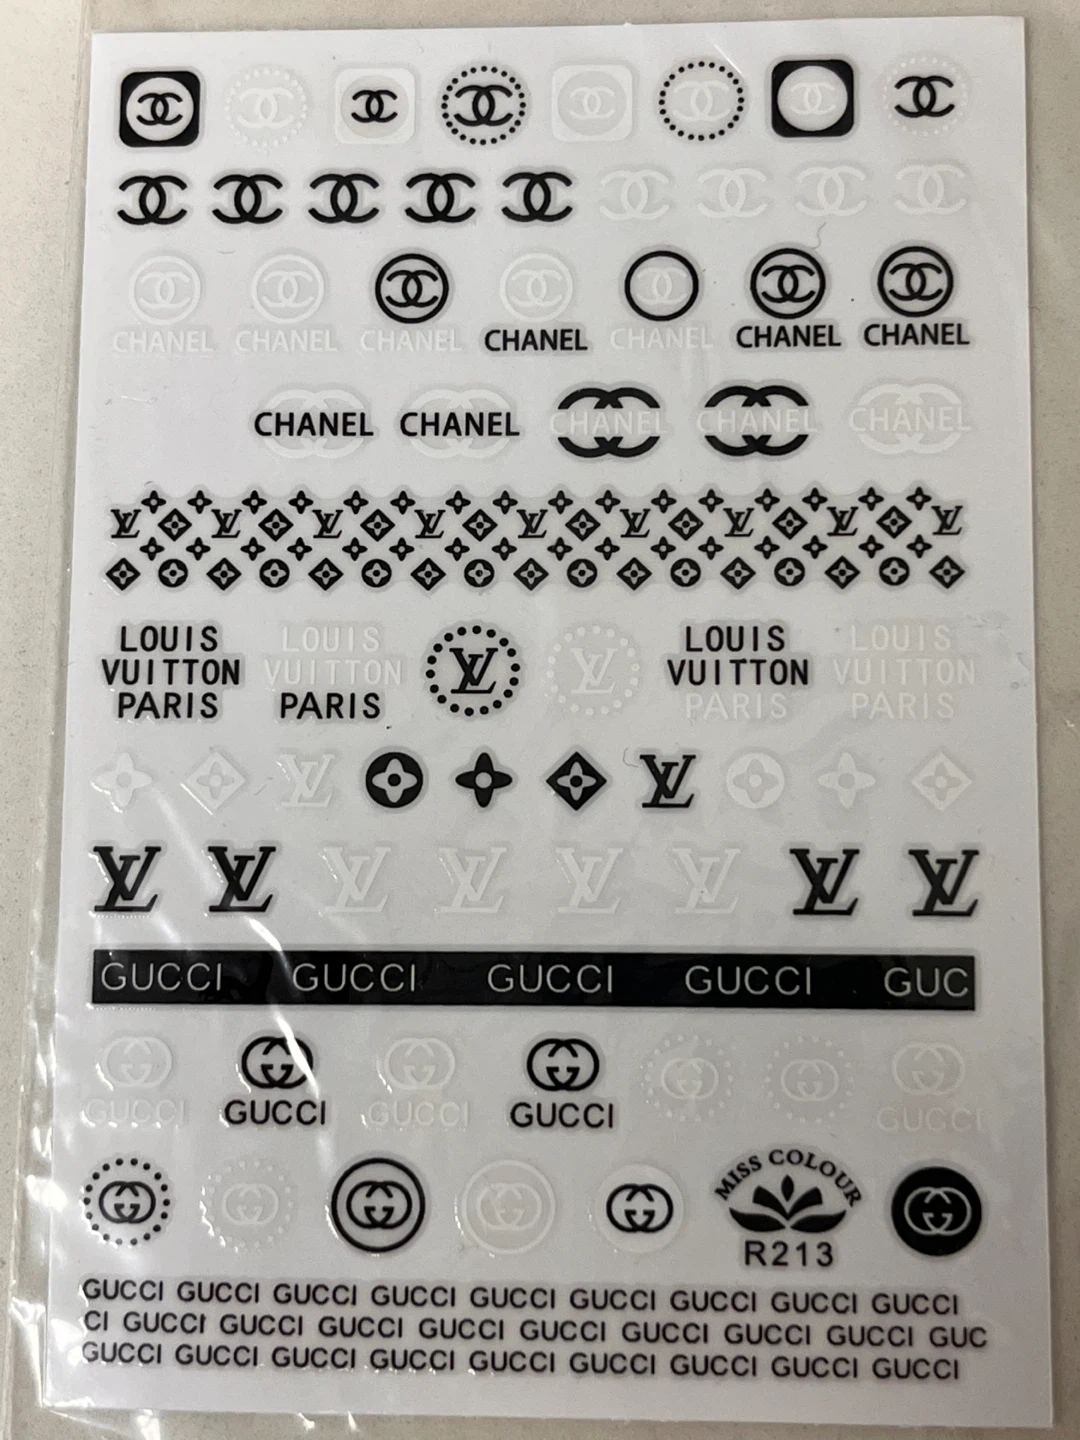 CHANEL CHANEL CHANEL CHANEL CHANEL CHANEL CHANEL
CHANEL CHANEL CHANEL CHANEL CHANEL
LOUIS LOUIS LOUIS LOUIS
VUITTON VUITTON VUITTON VUITTON
PARIS PARIS PARIS PARIS
GUCCI GUCCI GUCCI GUCCI GUC
GUCCI GUCCI GUCCI GUCCI GUCCI
MISS COLOUR
R213
GUCCI GUCCI GUCCI GUCCI GUCCI GUCCI GUCCI GUCCI GUCCI
CI GUCCI GUCCI GUCCI GUCCI GUCCI GUCCI GUCCI GUCCI GUC
GUCCI GUCCI GUCCI GUCCI GUCCI GUCCI GUCCI GUCCI GUCCI